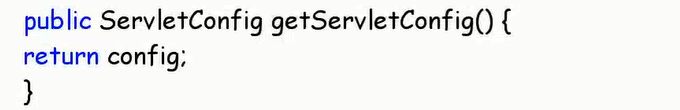 public ServletConfig getServletConfig() {
return config;
}